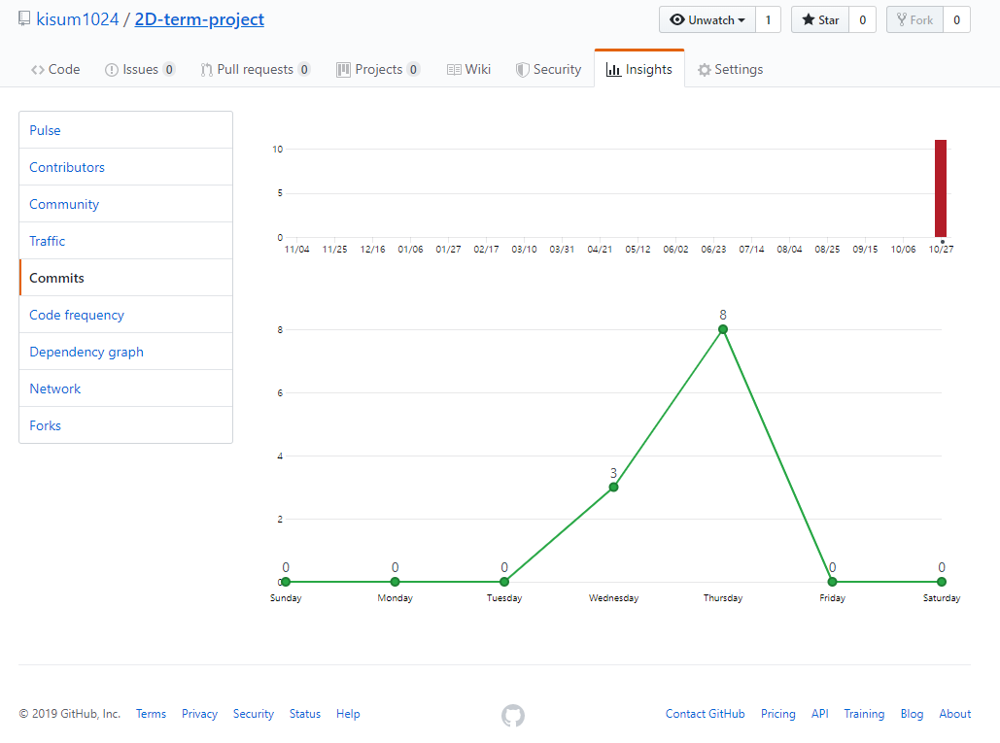 kisum1024 / 2D-term-project
Unwatch 1 Star 0 Fork 0
Code Issues 0 Pull requests 0 Projects 0 Wiki Security Insights Settings
Pulse
Contributors
Community
Traffic
Commits
Code frequency
Dependency graph
Network
Forks
10
5
0
11/04 11/25 12/16 01/06 01/27 02/17 03/10 03/31 04/21 05/12 06/02 06/23 07/14 08/04 08/25 09/15 10/06 10/27
8
8
6
4
3
2
0 0 0 0 0
0
Sunday Monday Tuesday Wednesday Thursday Friday Saturday
© 2019 GitHub, Inc. Terms Privacy Security Status Help Contact GitHub Pricing API Training Blog About